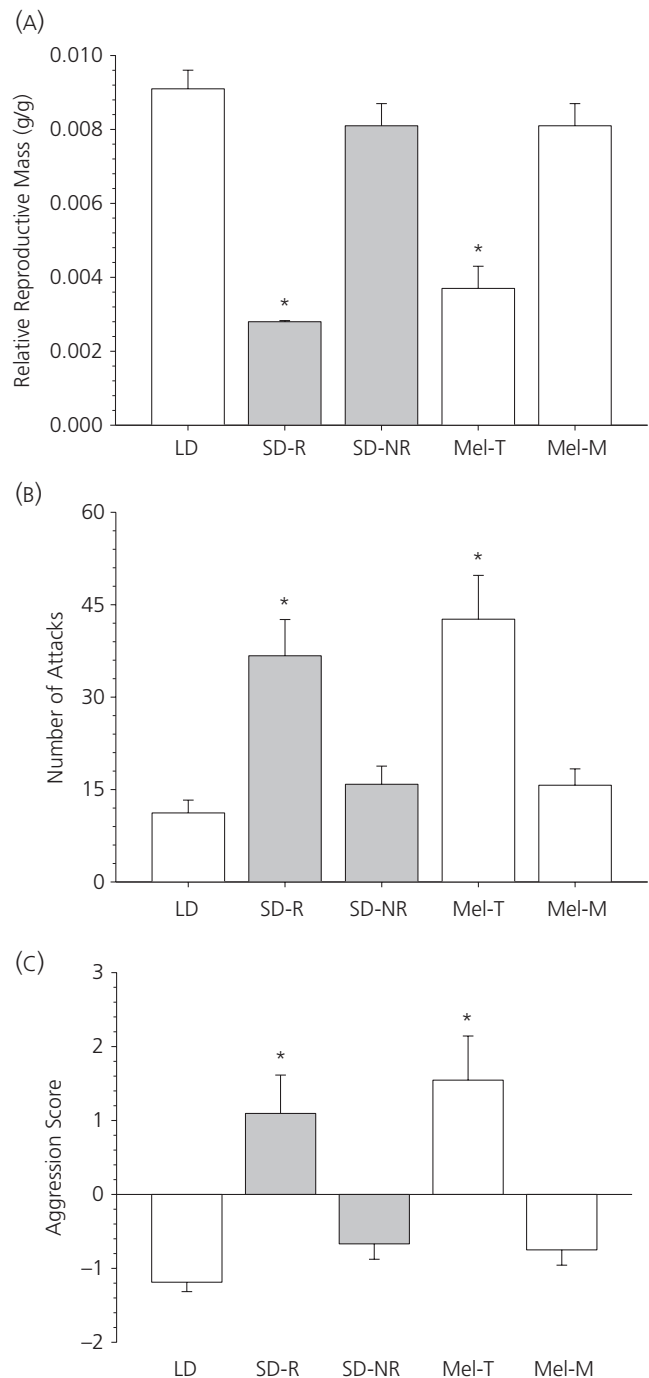 (A)
Relative Reproductive Mass (g/g)
0.010
0.008
0.006
0.004
0.002
0.000
*
*
LD SD-R SD-NR Mel-T Mel-M
(B)
Number of Attacks
60
45
30
15
0
*
*
LD SD-R SD-NR Mel-T Mel-M
(C)
Aggression Score
3
2
1
0
–1
–2
*
*
LD SD-R SD-NR Mel-T Mel-M